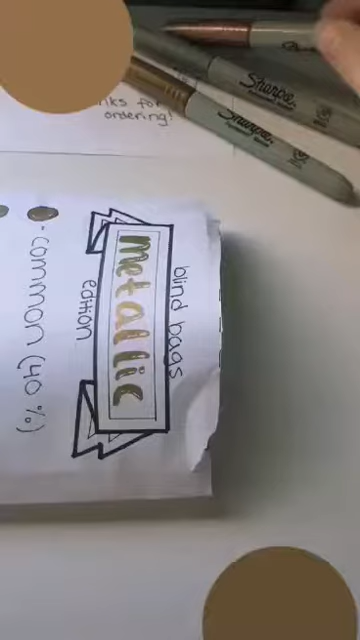 Sharpie
Sharpie
nks for
ordering!
blind bags
metallic
edition
common (40%)